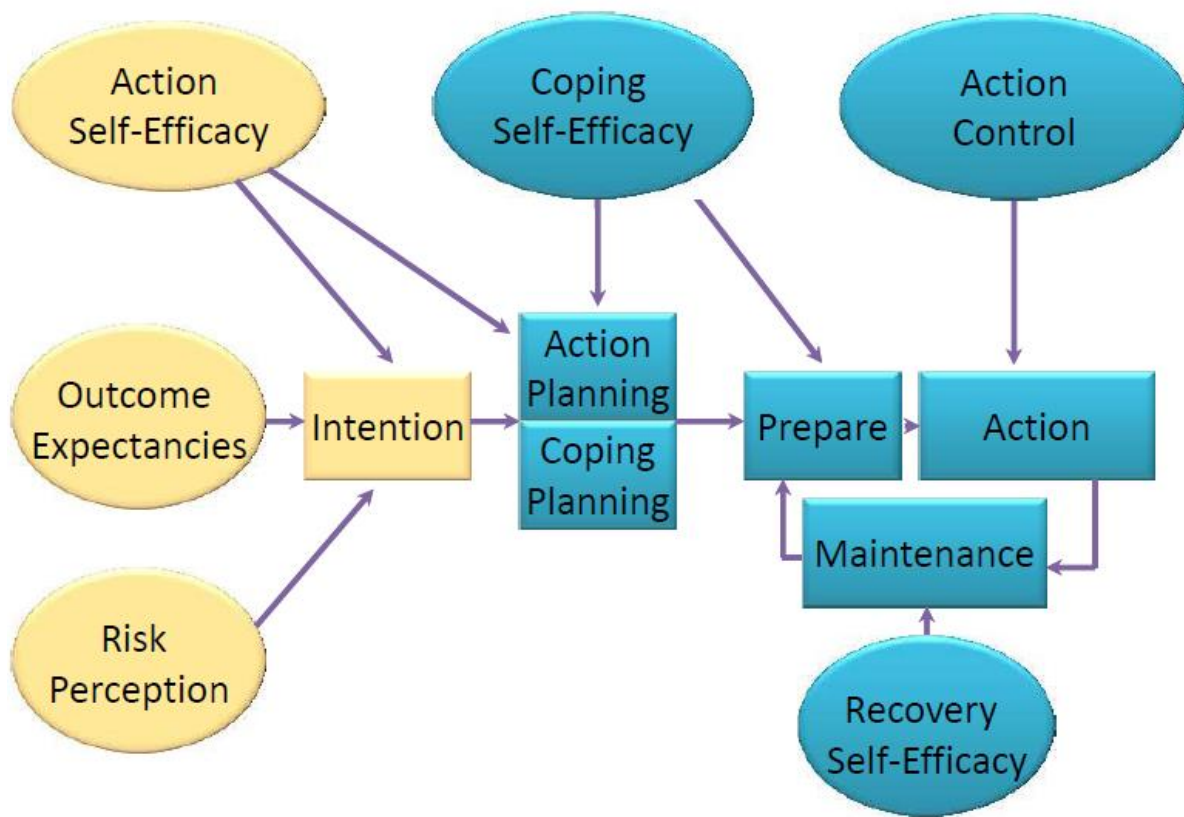 Action
Self-Efficacy
Coping
Self-Efficacy
Action
Control
Outcome
Expectancies
Intention
Action
Planning
Coping
Planning
Prepare
Action
Maintenance
Risk
Perception
Recovery
Self-Efficacy